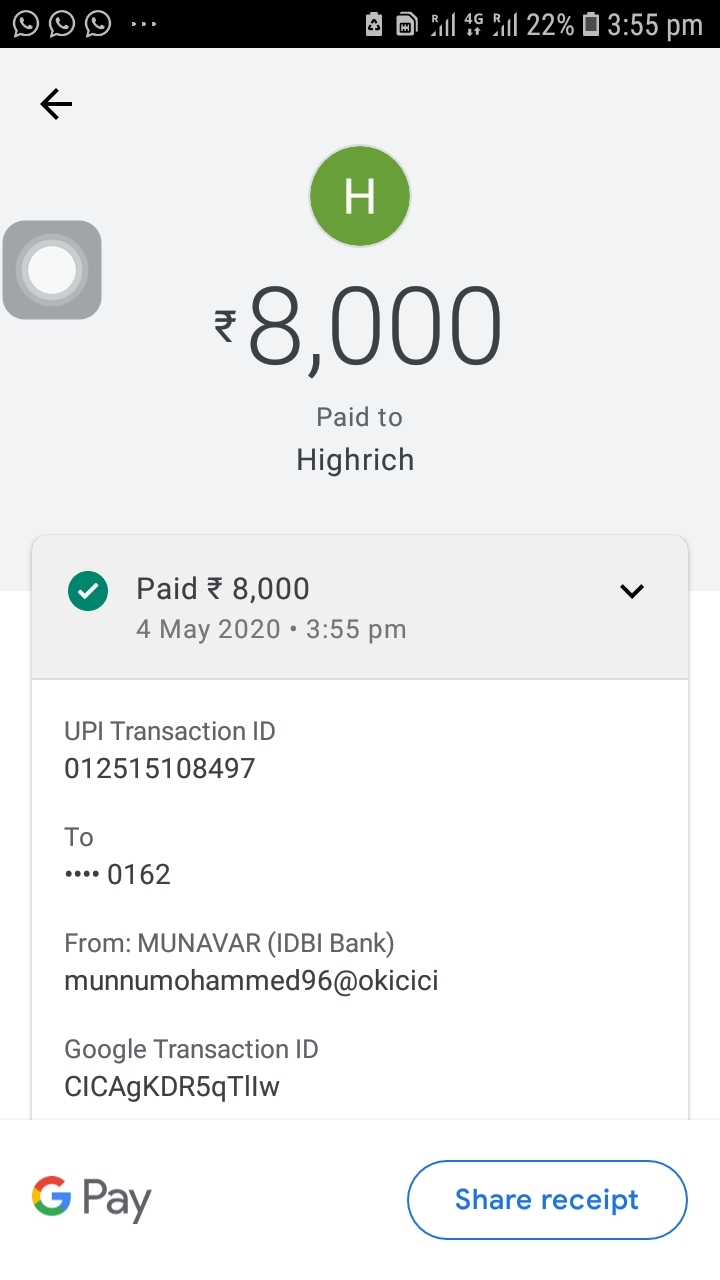 22% 3:55 pm
H
₹8,000
Paid to
Highrich
Paid ₹ 8,000
4 May 2020 • 3:55 pm
UPI Transaction ID
012515108497
To
•••• 0162
From: MUNAVAR (IDBI Bank)
munnumohammed96@okicici
Google Transaction ID
CICAgKDR5qTlIw
G Pay
Share receipt